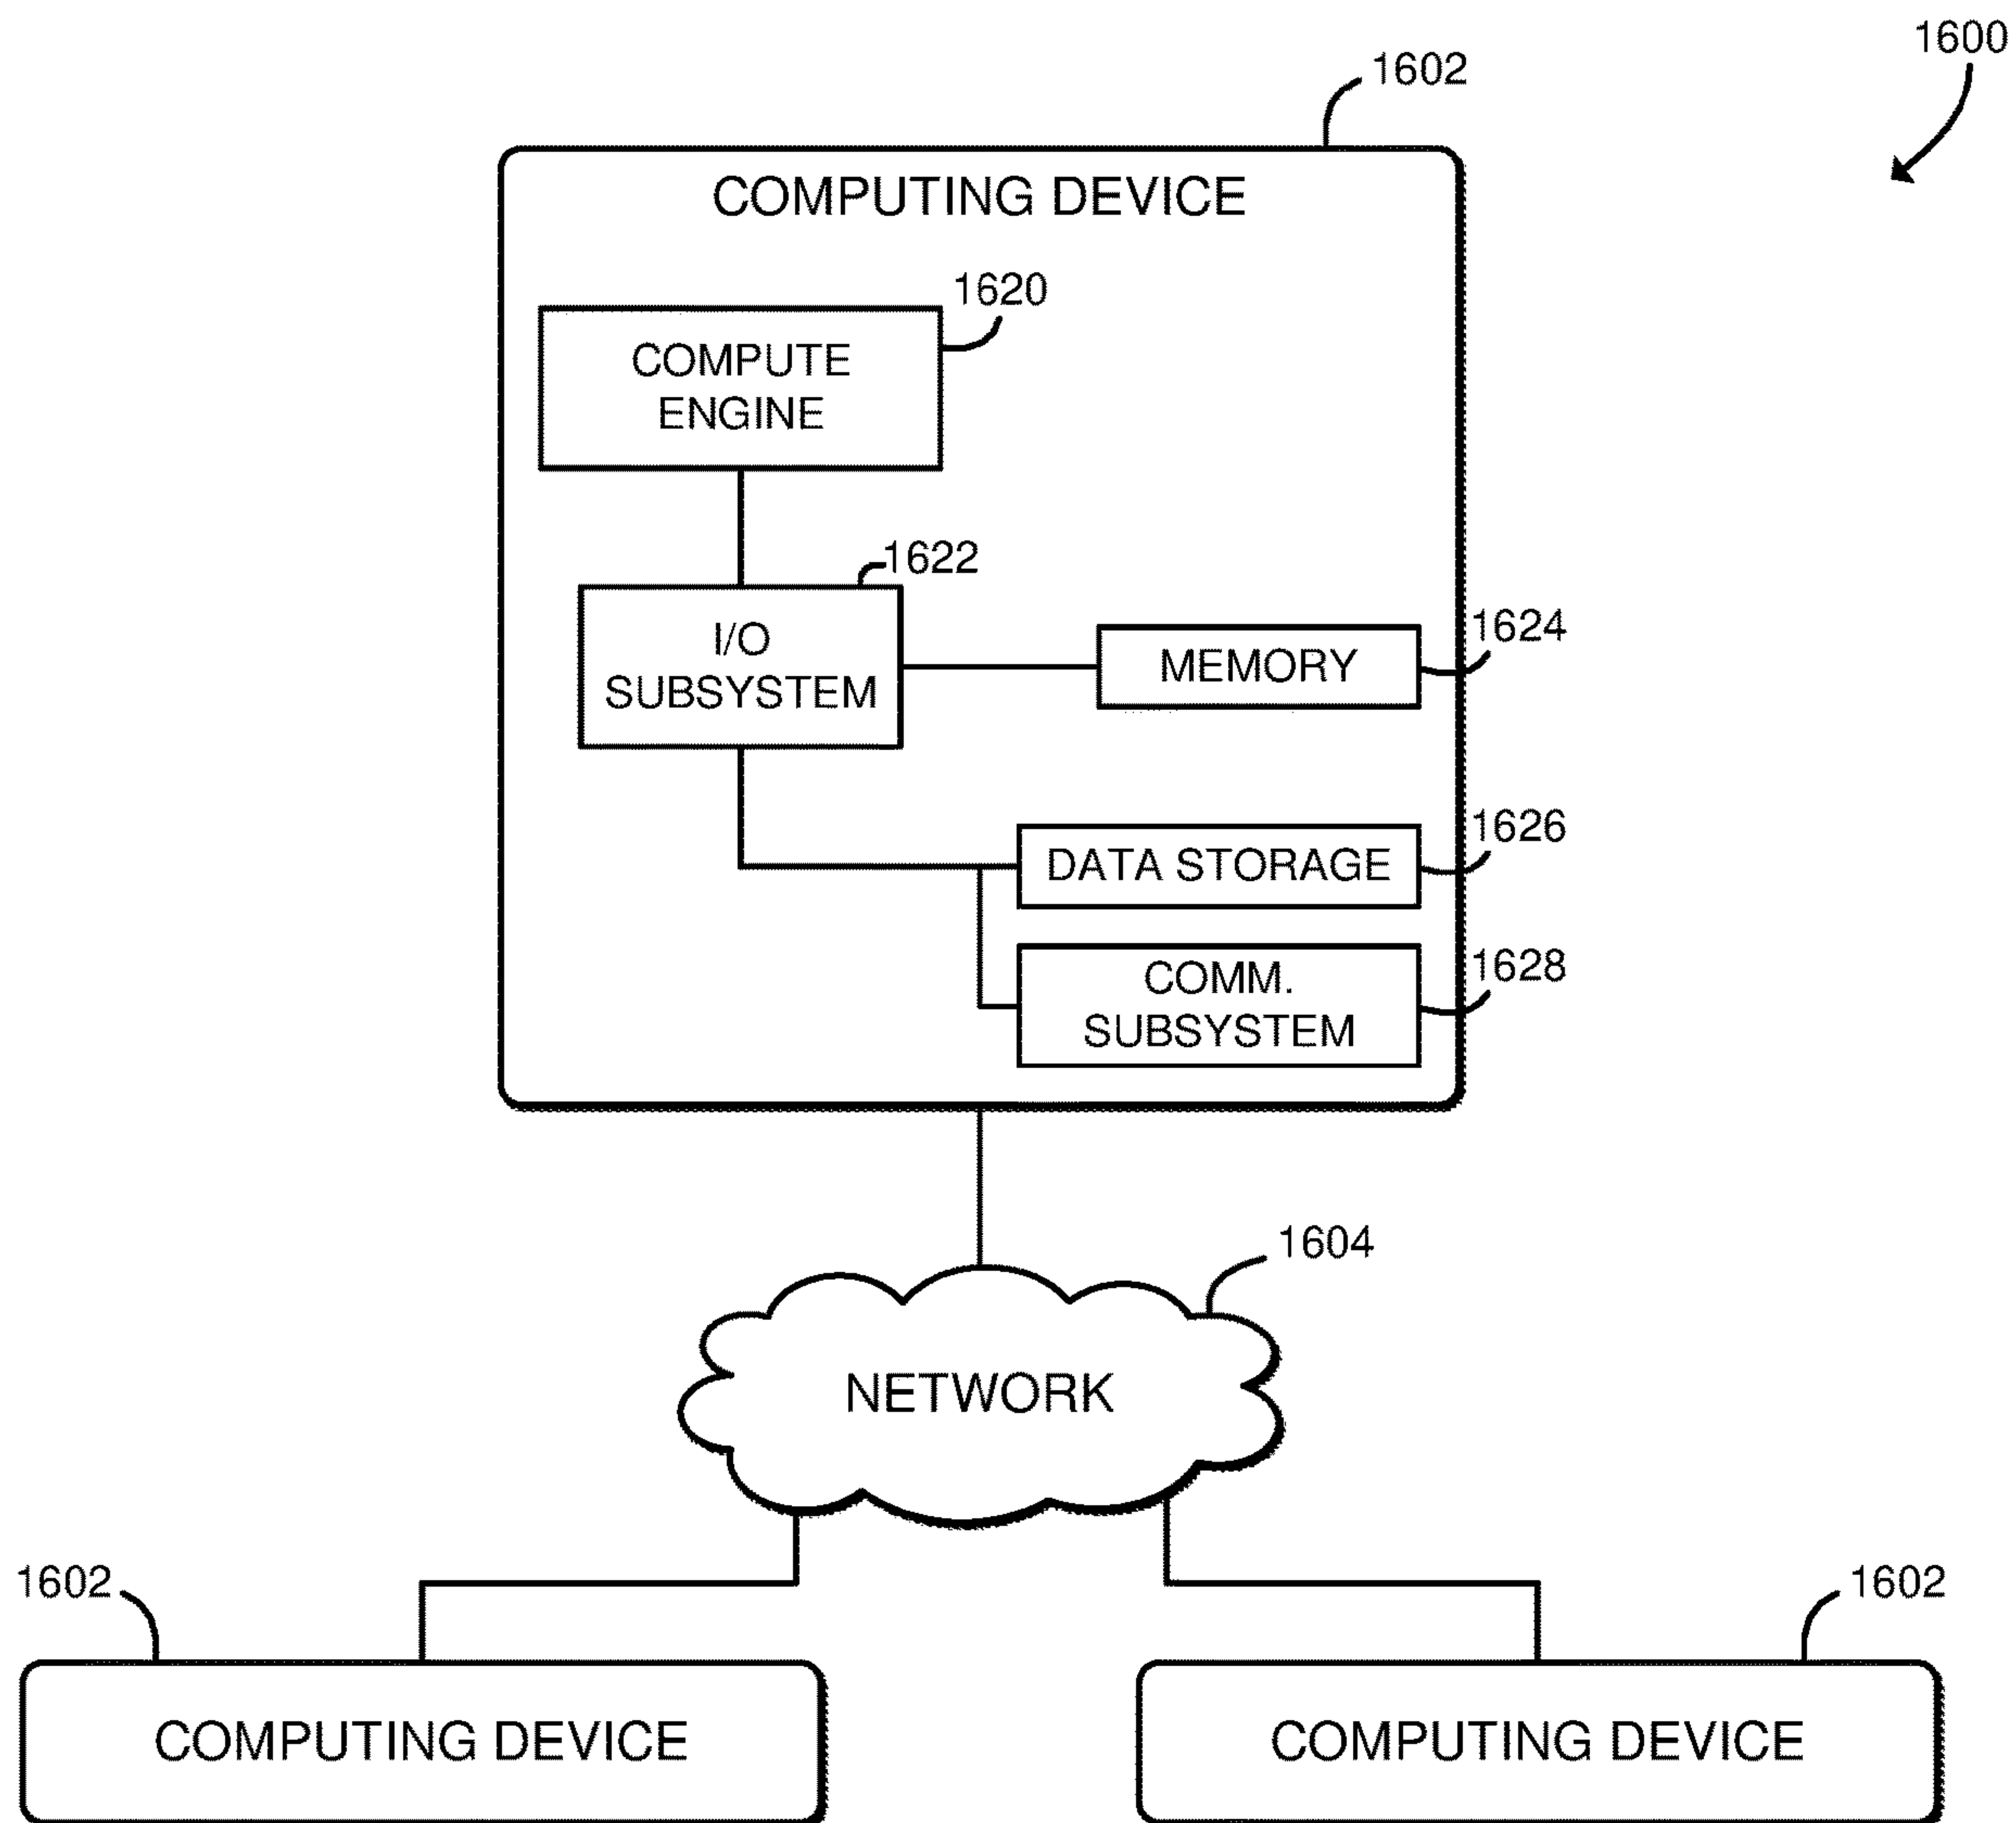 1600
1602
COMPUTING DEVICE
1620
COMPUTE
ENGINE
1622
I/O
SUBSYSTEM
1624
MEMORY
1626
DATA STORAGE
1628
COMM.
SUBSYSTEM
1604
NETWORK
1602
COMPUTING DEVICE
1602
COMPUTING DEVICE